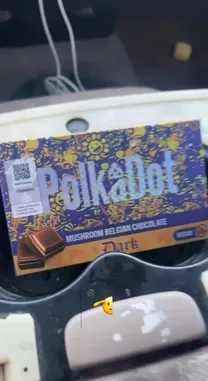 PolkaDot
MUSHROOM BELGIAN CHOCOLATE
Dark